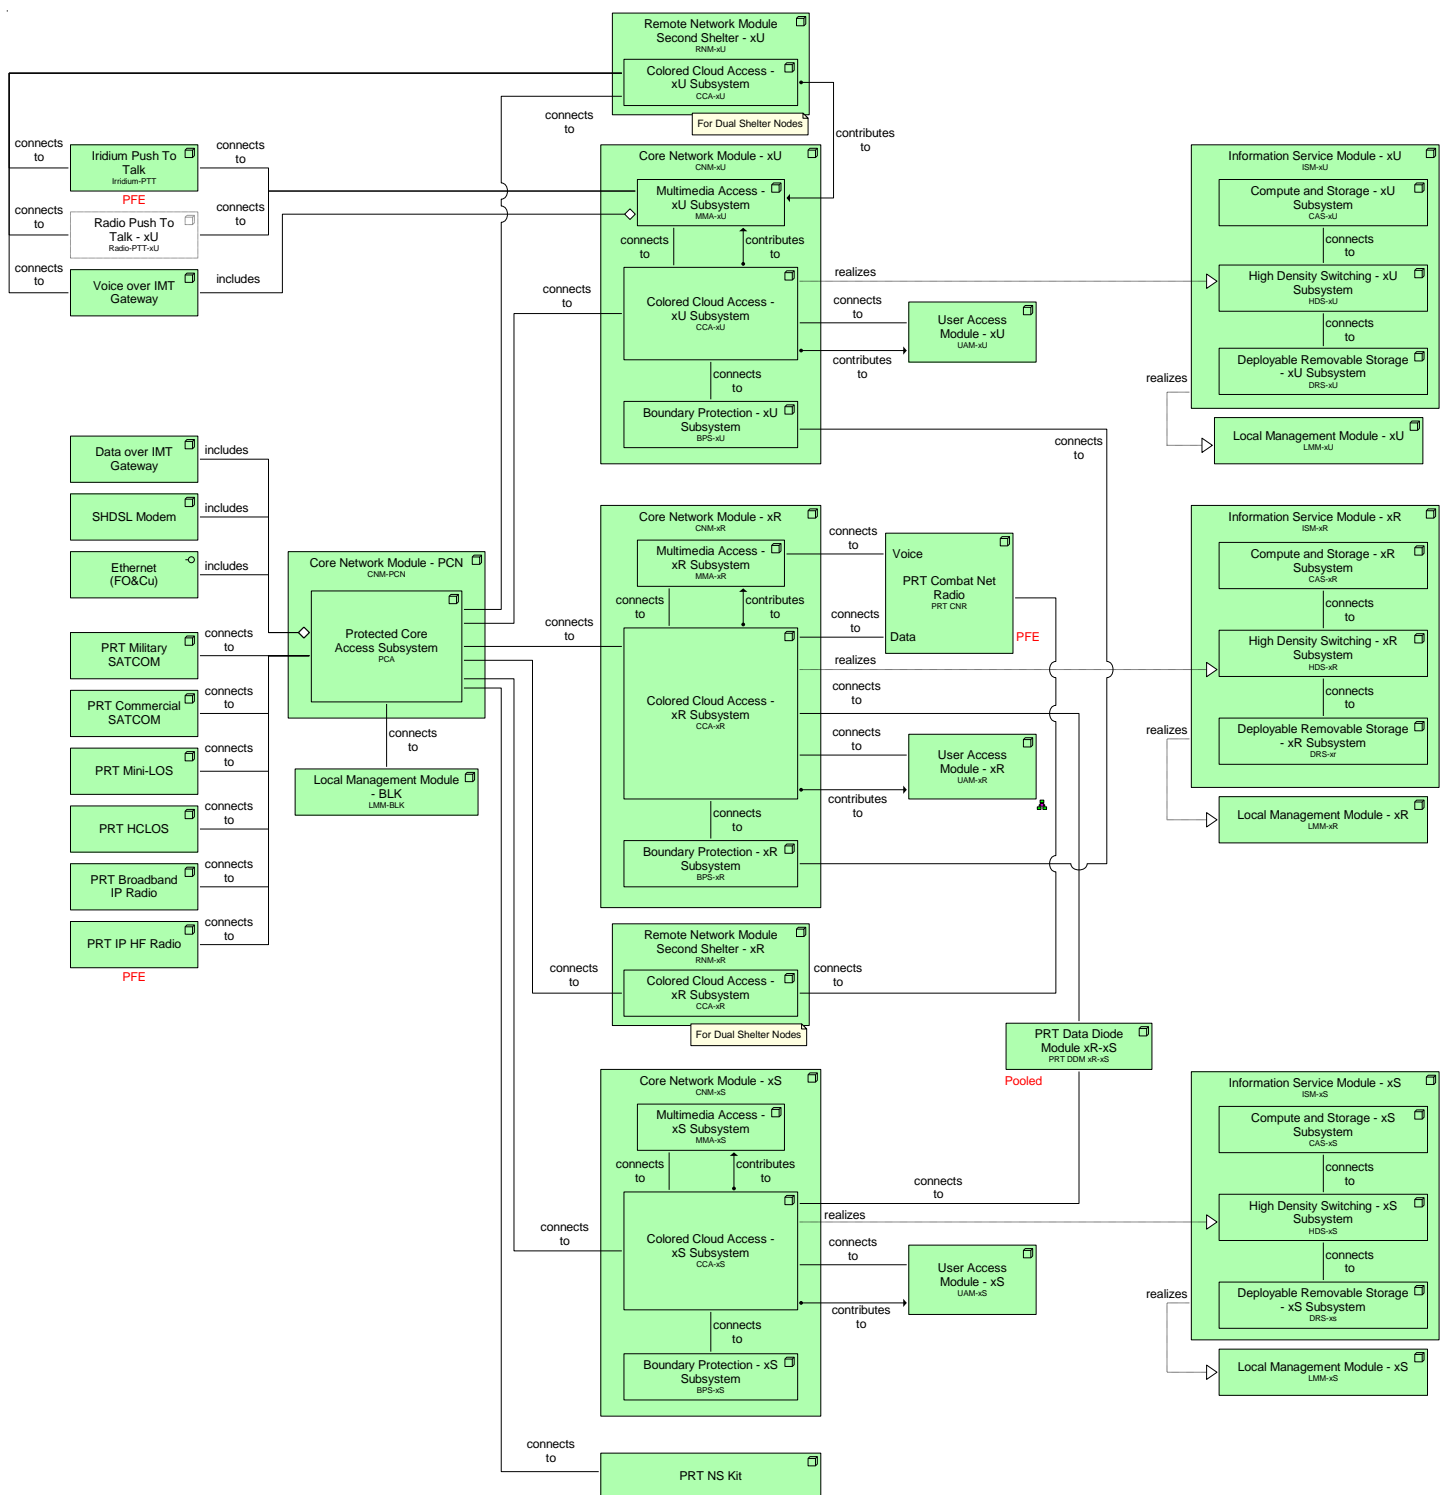 Remote Network Module
Second Shelter - xU
RNM-xU
Colored Cloud Access -
xU Subsystem
CCA-xU
For Dual Shelter Nodes
connects
to
contributes
to
connects
to
Iridium Push To
Talk
Irridium-PTT
PFE
connects
to
connects
to
Radio Push To
Talk - xU
Radio-PTT-xU
connects
to
connects
to
Voice over IMT
Gateway
includes
Core Network Module - xU
CNM-xU
Multimedia Access -
xU Subsystem
MMA-xU
connects
to
contributes
to
Colored Cloud Access -
xU Subsystem
CCA-xU
connects
to
Boundary Protection - xU
Subsystem
BPS-xU
connects
to
realizes
connects
to
contributes
to
User Access
Module - xU
UAM-xU
connects
to
Information Service Module - xU
ISM-xU
Compute and Storage - xU
Subsystem
CAS-xU
connects
to
High Density Switching - xU
Subsystem
HDS-xU
connects
to
Deployable Removable Storage
- xU Subsystem
DRS-xU
realizes
Local Management Module - xU
LMM-xU
Data over IMT
Gateway
includes
SHDSL Modem
includes
Ethernet
(FO&Cu)
includes
PRT Military
SATCOM
connects
to
PRT Commercial
SATCOM
connects
to
PRT Mini-LOS
connects
to
PRT HCLOS
connects
to
PRT Broadband
IP Radio
connects
to
PRT IP HF Radio
connects
to
PFE
Core Network Module - PCN
CNM-PCN
Protected Core
Access Subsystem
PCA
connects
to
Local Management Module
- BLK
LMM-BLK
connects
to
Core Network Module - xR
CNM-xR
Multimedia Access -
xR Subsystem
MMA-xR
connects
to
contributes
to
Colored Cloud Access -
xR Subsystem
CCA-xR
connects
to
Boundary Protection - xR
Subsystem
BPS-xR
connects
to
Voice
PRT Combat Net
Radio
PRT CNR
Data
PFE
connects
to
realizes
connects
to
connects
to
contributes
to
User Access
Module - xR
UAM-xR
Information Service Module - xR
ISM-xR
Compute and Storage - xR
Subsystem
CAS-xR
connects
to
High Density Switching - xR
Subsystem
HDS-xR
connects
to
Deployable Removable Storage
- xR Subsystem
DRS-xr
realizes
Local Management Module - xR
LMM-xR
Remote Network Module
Second Shelter - xR
RNM-xR
Colored Cloud Access -
xR Subsystem
CCA-xR
For Dual Shelter Nodes
connects
to
connects
to
PRT Data Diode
Module xR-xS
PRT DDM xR-xS
Pooled
Core Network Module - xS
CNM-xS
Multimedia Access -
xS Subsystem
MMA-xS
connects
to
contributes
to
Colored Cloud Access -
xS Subsystem
CCA-xS
connects
to
Boundary Protection - xS
Subsystem
BPS-xS
connects
to
connects
to
realizes
connects
to
contributes
to
User Access
Module - xS
UAM-xS
Information Service Module - xS
ISM-xS
Compute and Storage - xS
Subsystem
CAS-xS
connects
to
High Density Switching - xS
Subsystem
HDS-xS
connects
to
Deployable Removable Storage
- xS Subsystem
DRS-xs
realizes
Local Management Module - xS
LMM-xS
connects
to
PRT NS Kit